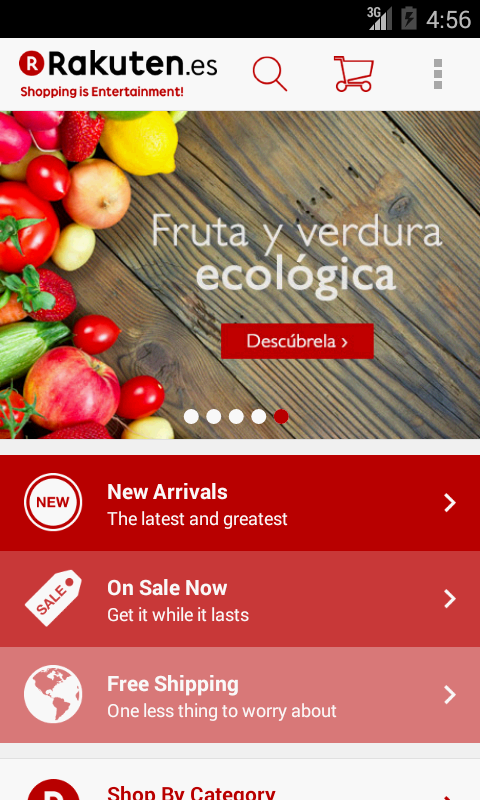 3G
4:56
R Rakuten.es
Shopping is Entertainment!
Fruta y verdura
ecológica
Descúbrela ›
NEW
New Arrivals
The latest and greatest
SALE
On Sale Now
Get it while it lasts
Free Shipping
One less thing to worry about
R
Shop By Category